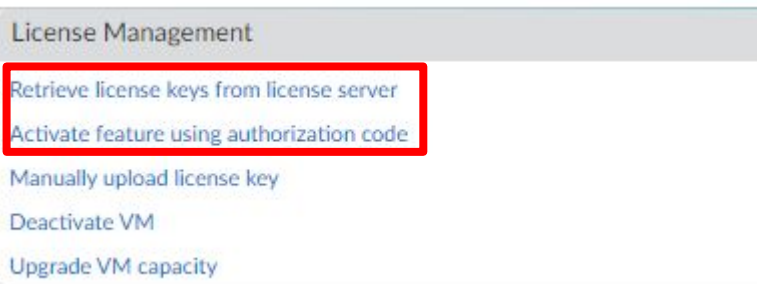 License Management
Retrieve license keys from license server
Activate feature using authorization code
Manually upload license key
Deactivate VM
Upgrade VM capacity